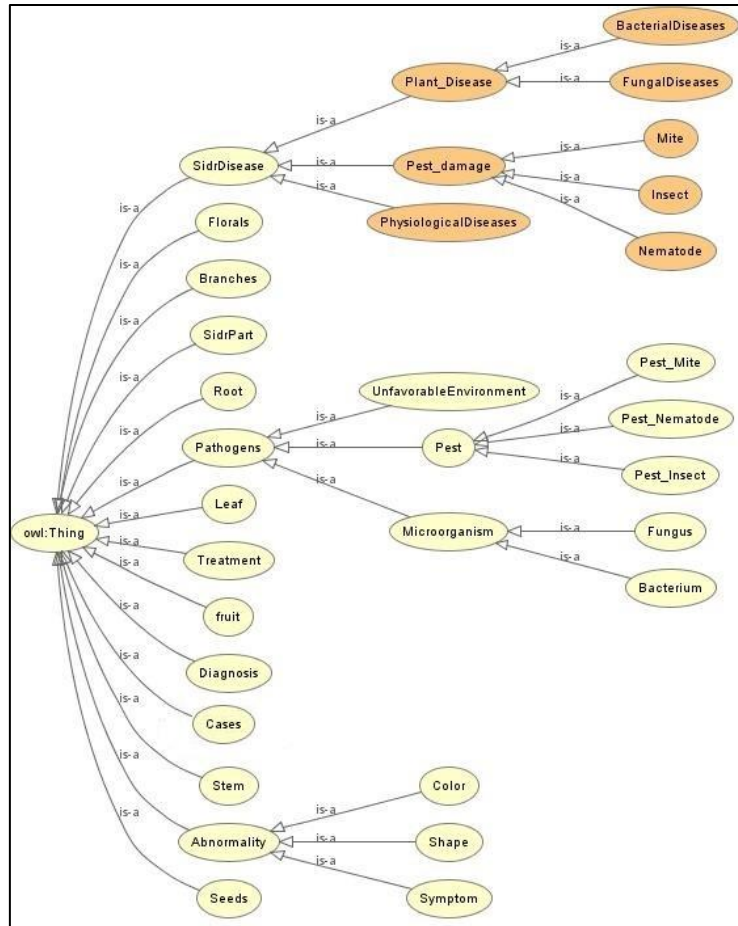 BacterialDiseases
is-a
Plant_Disease
is-a
FungalDiseases
is-a
Mite
is-a
SidrDisease
is-a
Pest_damage
is-a
Insect
is-a
is-a
is-a
PhysiologicalDiseases
Florals
Nematode
is-a
Branches
is-a
SidrPart
is-a
Pest_Mite
UnfavorableEnvironment
is-a
Root
is-a
is-a
Pest_Nematode
Pathogens
is-a
Pest
is-a
is-a
is-a
Pest_Insect
is-a
Leaf
is-a
owl:Thing
Microorganism
is-a
Fungus
is-a
Treatment
is-a
Bacterium
is-a
fruit
is-a
Diagnosis
is-a
Cases
is-a
Stem
is-a
Color
is-a
Abnormality
is-a
Shape
is-a
is-a
Seeds
Symptom